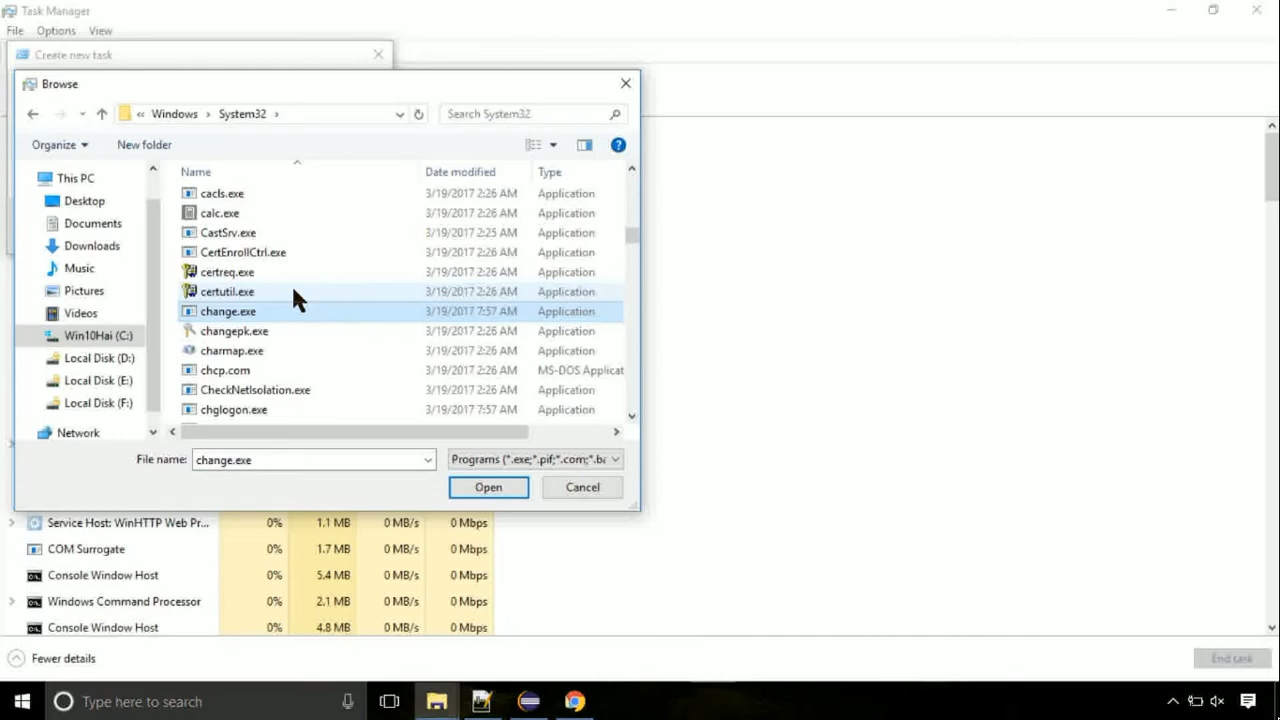 Task Manager
File Options View
Create new task
Browse
« Windows › System32 ›
Search System32
Organize
New folder
This PC
Desktop
Documents
Downloads
Music
Pictures
Videos
Win10Hai (C:)
Local Disk (D:)
Local Disk (E:)
Local Disk (F:)
Network
Name Date modified Type
cacls.exe 3/19/2017 2:26 AM Application
calc.exe 3/19/2017 2:26 AM Application
CastSrv.exe 3/19/2017 2:25 AM Application
CertEnrollCtrl.exe 3/19/2017 2:26 AM Application
certreq.exe 3/19/2017 2:26 AM Application
certutil.exe 3/19/2017 2:26 AM Application
change.exe 3/19/2017 7:57 AM Application
changepk.exe 3/19/2017 2:26 AM Application
charmap.exe 3/19/2017 2:26 AM Application
chcp.com 3/19/2017 2:26 AM MS-DOS Applicat
CheckNetIsolation.exe 3/19/2017 2:26 AM Application
chglogon.exe 3/19/2017 7:57 AM Application
File name: change.exe Programs (*.exe;*.pif;*.com;*.ba
Open Cancel
Service Host: WinHTTP Web Pr... 0% 1.1 MB 0 MB/s 0 Mbps
COM Surrogate 0% 1.7 MB 0 MB/s 0 Mbps
Console Window Host 0% 5.4 MB 0 MB/s 0 Mbps
Windows Command Processor 0% 2.1 MB 0 MB/s 0 Mbps
Console Window Host 0% 4.8 MB 0 MB/s 0 Mbps
Fewer details
End task
Type here to search